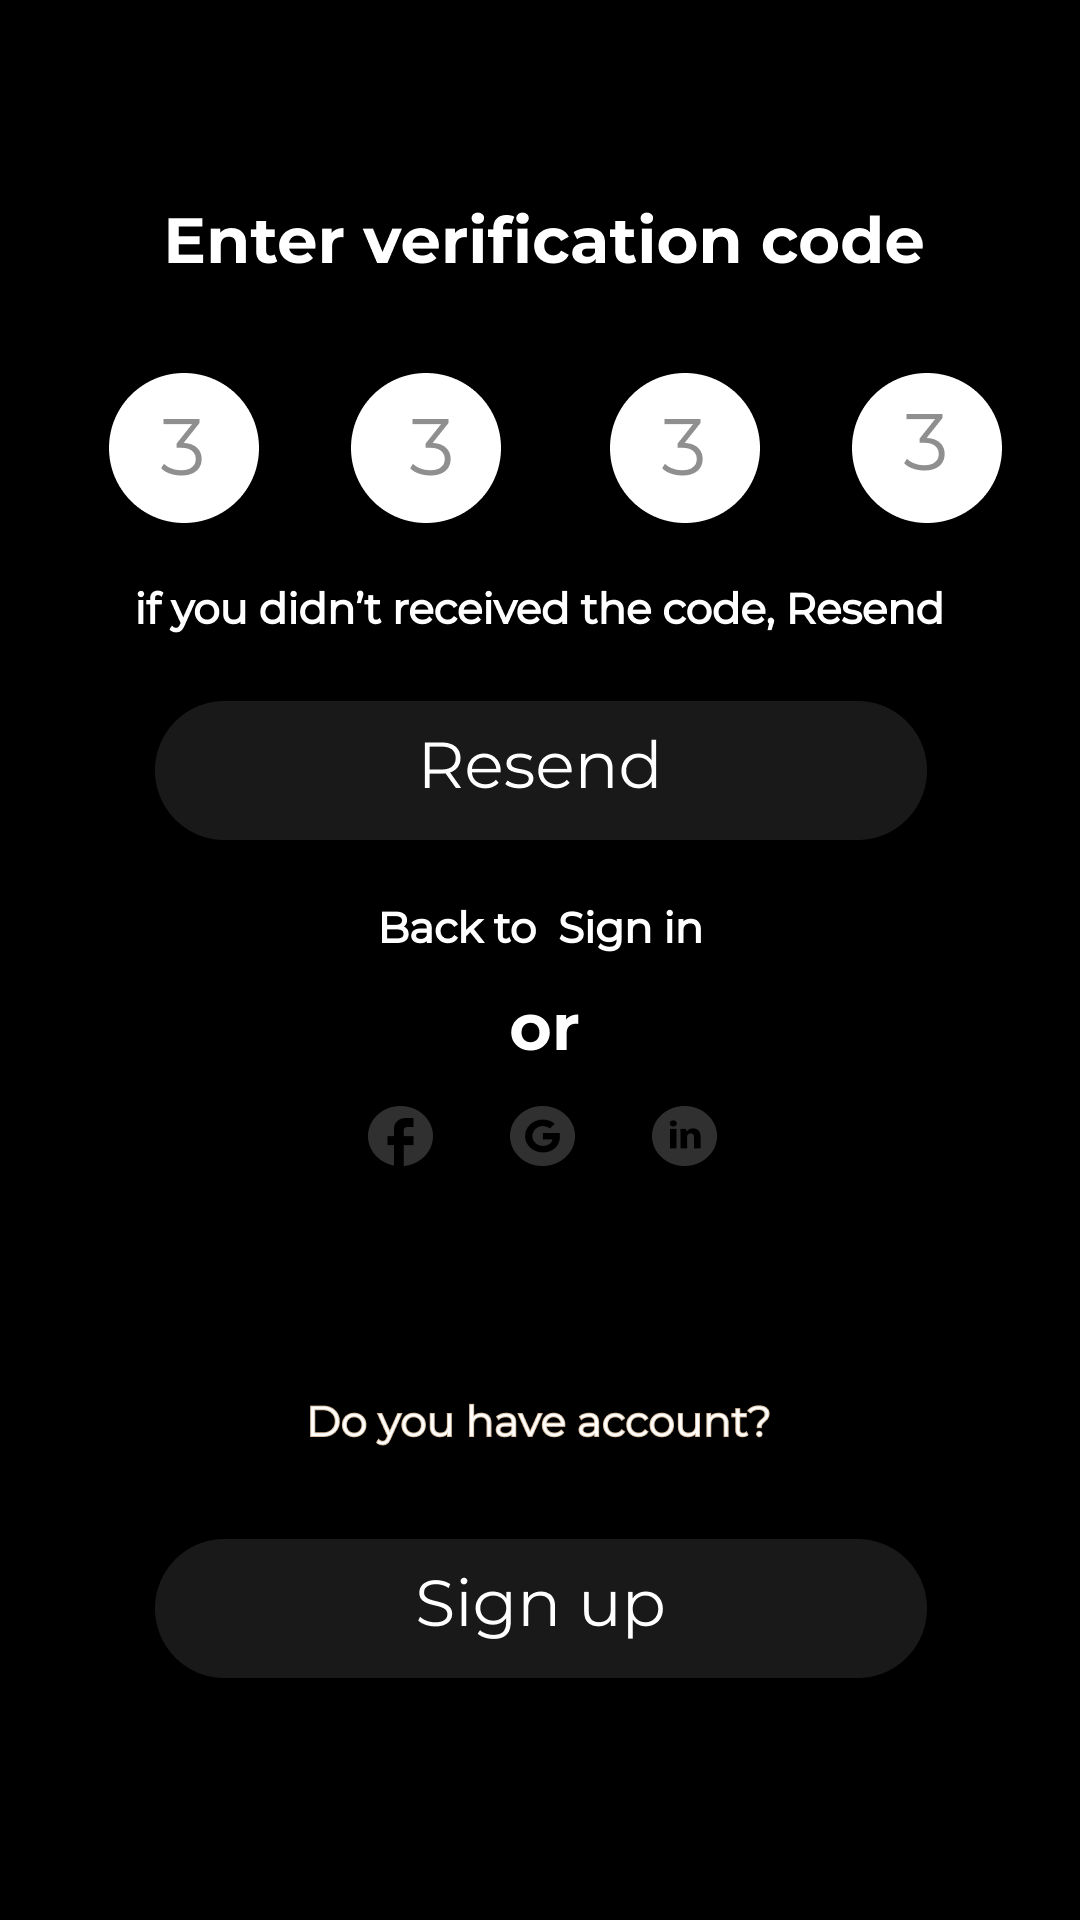 Enter verification code
3 3 3 3
if you didn’t received the code, Resend
Resend
Back to  Sign in
or
f G in
Do you have account?
Sign up